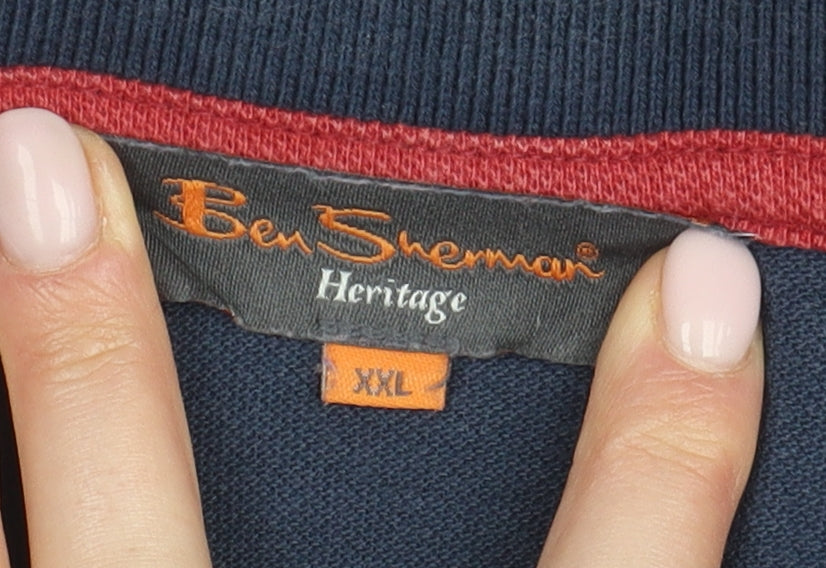 Ben Sherman®
Heritage
XXL